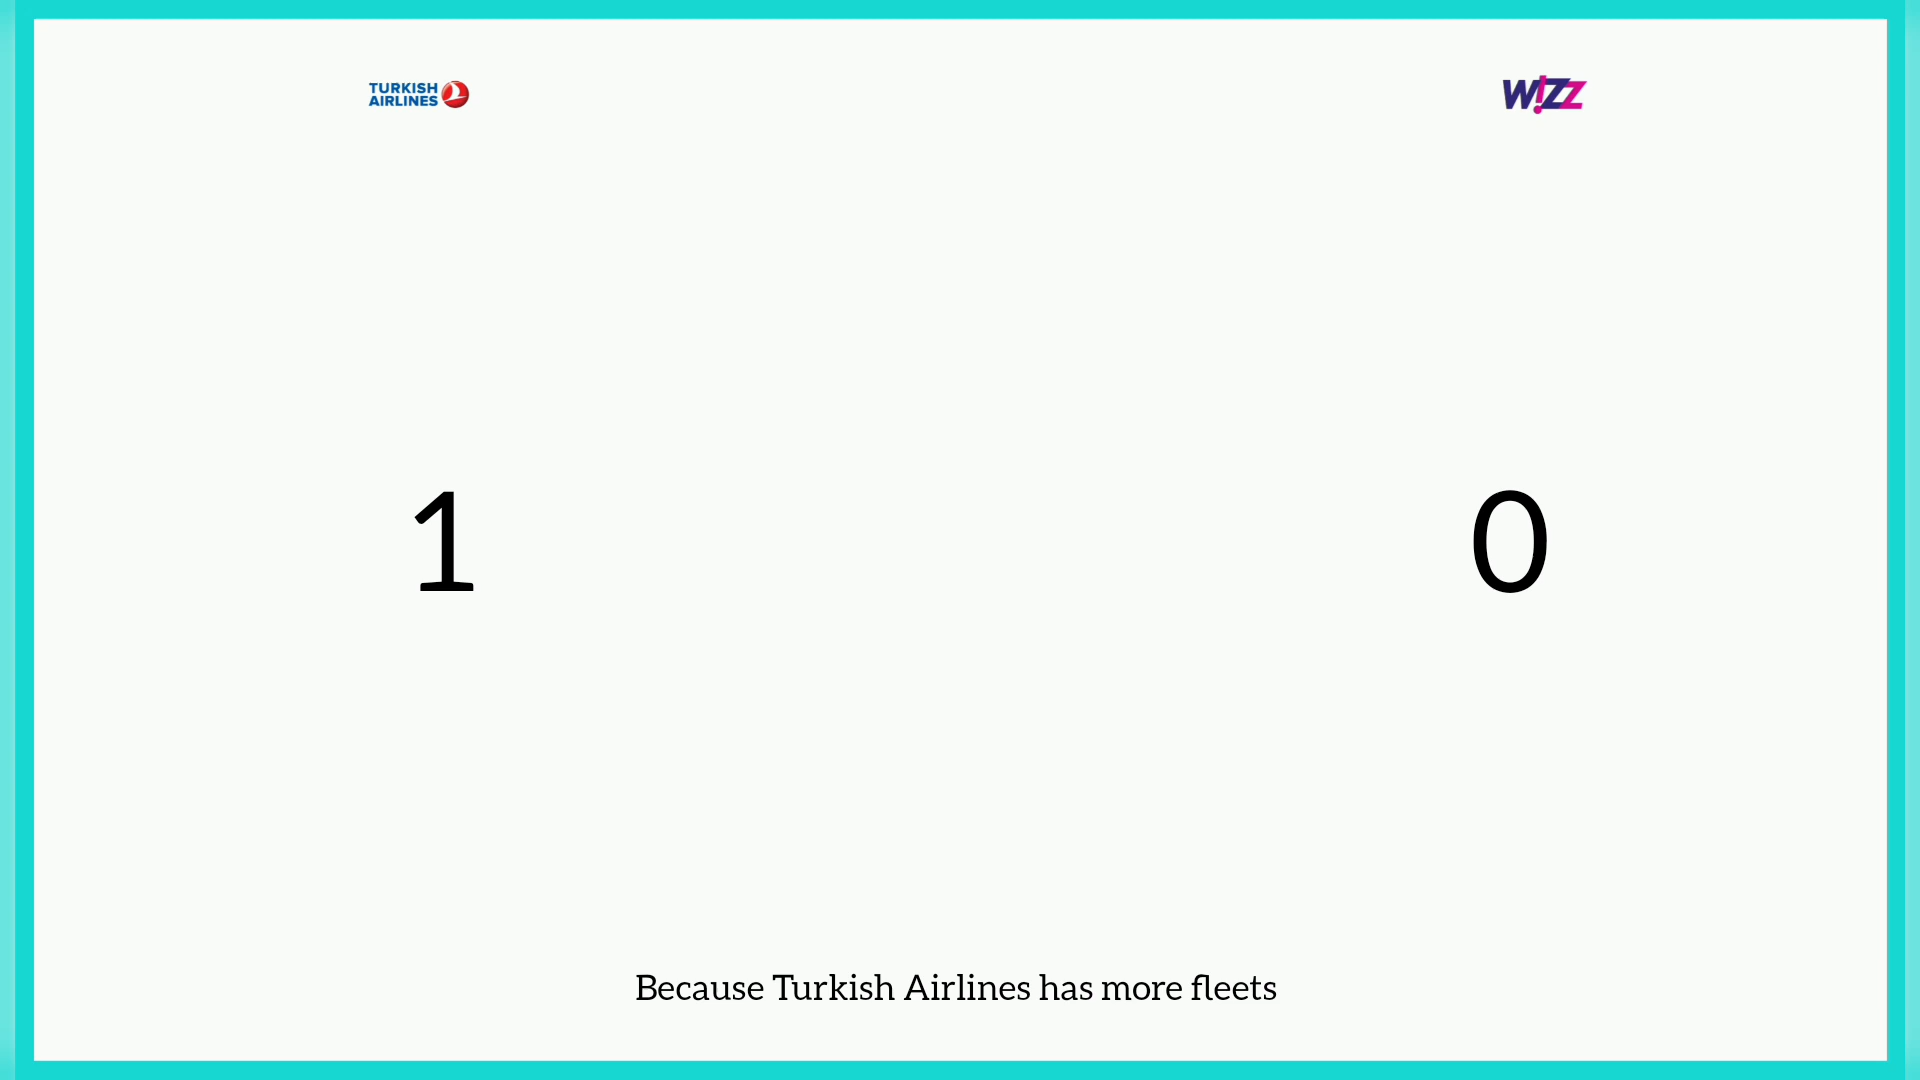 TURKISH
AIRLINES
W!ZZ
1
0
Because Turkish Airlines has more fleets